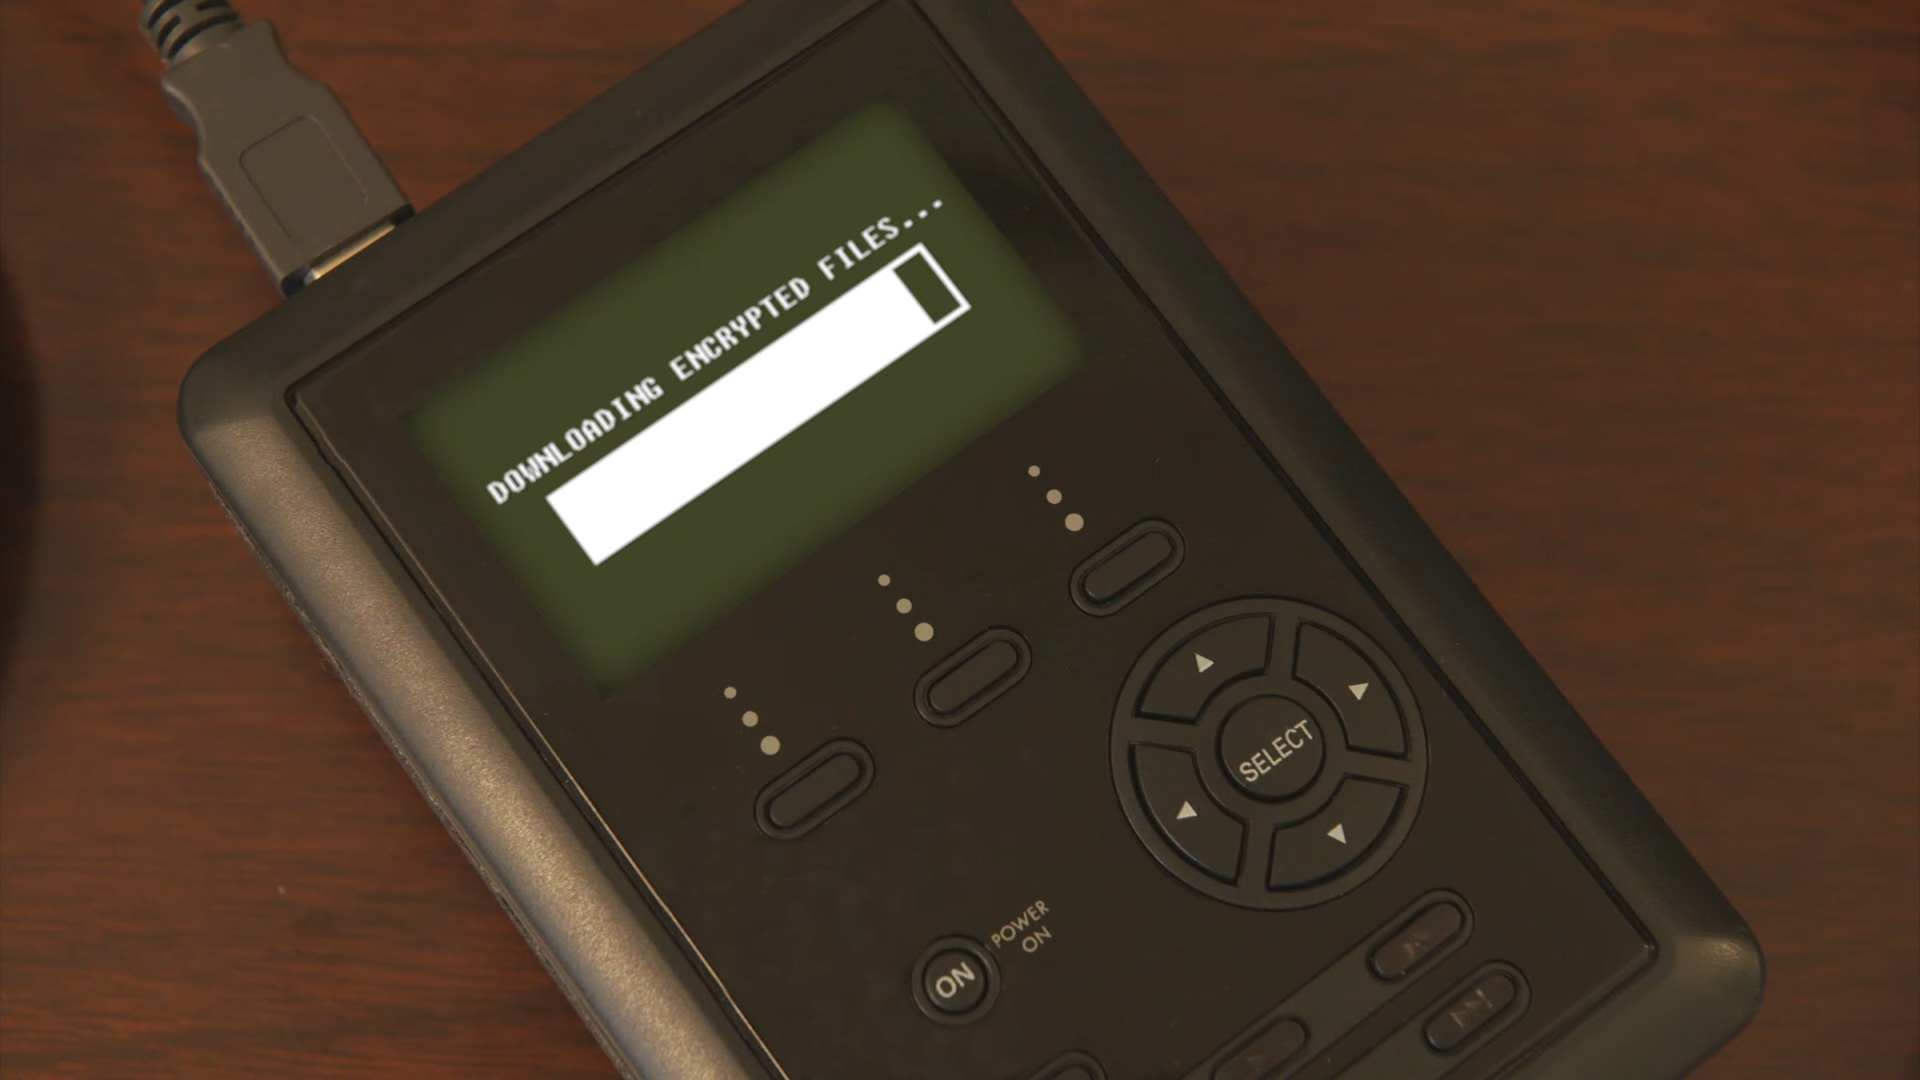 DOWNLOADING ENCRYPTED FILES...
SELECT
POWER
ON
ON